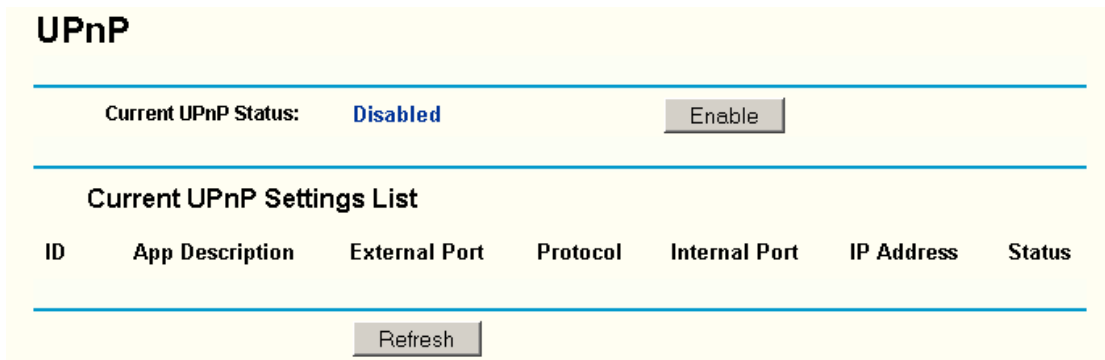 UPnP
Current UPnP Status: Disabled Enable
Current UPnP Settings List
ID App Description External Port Protocol Internal Port IP Address Status
Refresh